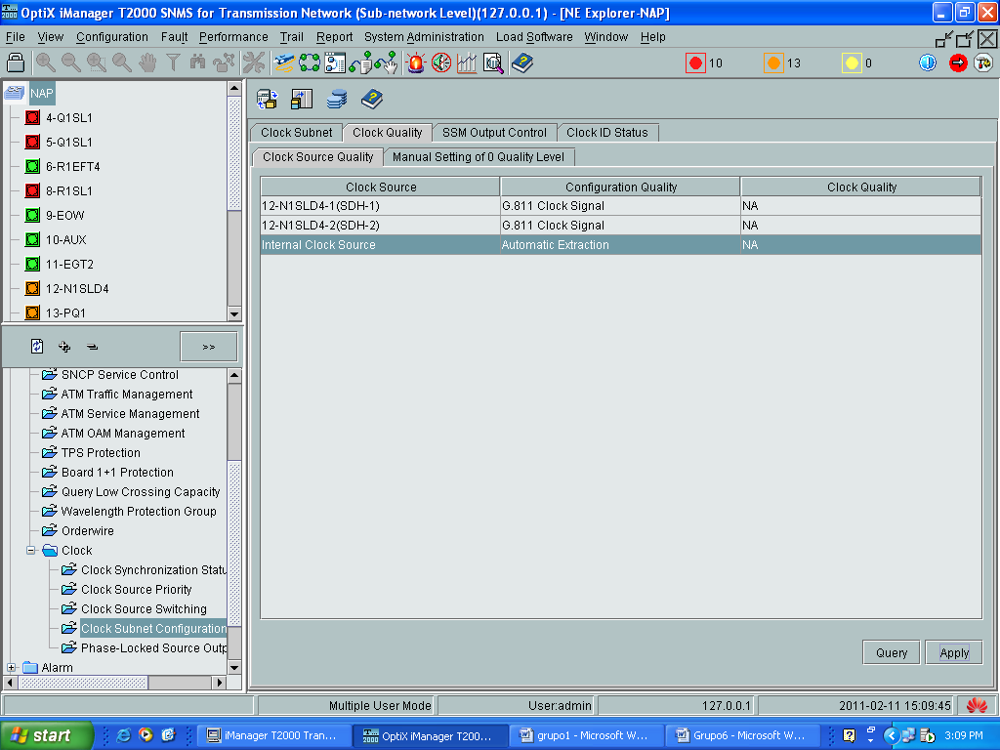 OptiX iManager T2000 SNMS for Transmission Network (Sub-network Level)(127.0.0.1) - [NE Explorer-NAP]
File View Configuration Fault Performance Trail Report System Administration Load Software Window Help
10 13 0
NAP
4-Q1SL1
5-Q1SL1
6-R1EFT4
8-R1SL1
9-EOW
10-AUX
11-EGT2
12-N1SLD4
13-PQ1
>>
SNCP Service Control
ATM Traffic Management
ATM Service Management
ATM OAM Management
TPS Protection
Board 1+1 Protection
Query Low Crossing Capacity
Wavelength Protection Group
Orderwire
Clock
Clock Synchronization Statu
Clock Source Priority
Clock Source Switching
Clock Subnet Configuration
Phase-Locked Source Outp
Alarm
Clock Subnet Clock Quality SSM Output Control Clock ID Status
Clock Source Quality Manual Setting of 0 Quality Level
Clock Source Configuration Quality Clock Quality
12-N1SLD4-1(SDH-1) G.811 Clock Signal NA
12-N1SLD4-2(SDH-2) G.811 Clock Signal NA
Internal Clock Source Automatic Extraction NA
Query Apply
Multiple User Mode User:admin 127.0.0.1 2011-02-11 15:09:45
start iManager T2000 Tran... OptiX iManager T200... grupo1 - Microsoft W... Grupo6 - Microsoft W... 3:09 PM